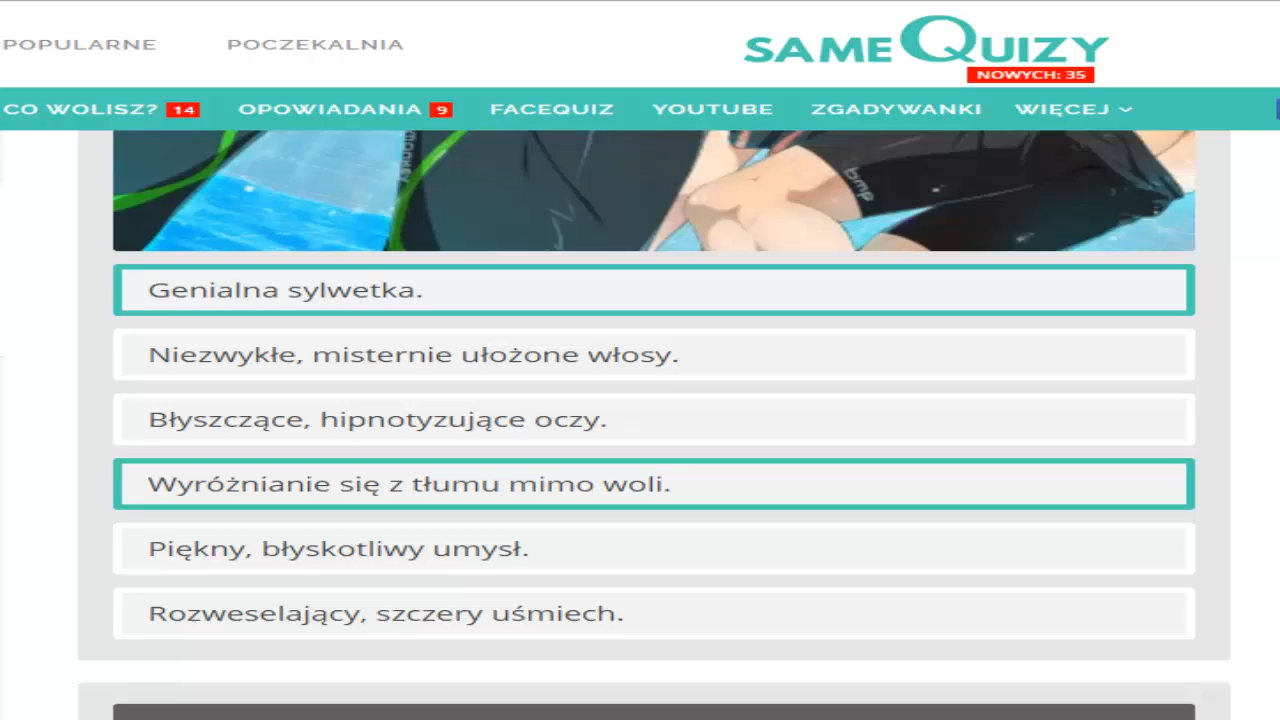 POPULARNE POCZEKALNIA SAMEQUIZY
NOWYCH: 35
CO WOLISZ? 14 OPOWIADANIA 9 FACEQUIZ YOUTUBE ZGADYWANKI WIĘCEJ
bmp
Genialna sylwetka.
Niezwykłe, misternie ułożone włosy.
Błyszczące, hipnotyzujące oczy.
Wyróżnianie się z tłumu mimo woli.
Piękny, błyskotliwy umysł.
Rozweselający, szczery uśmiech.